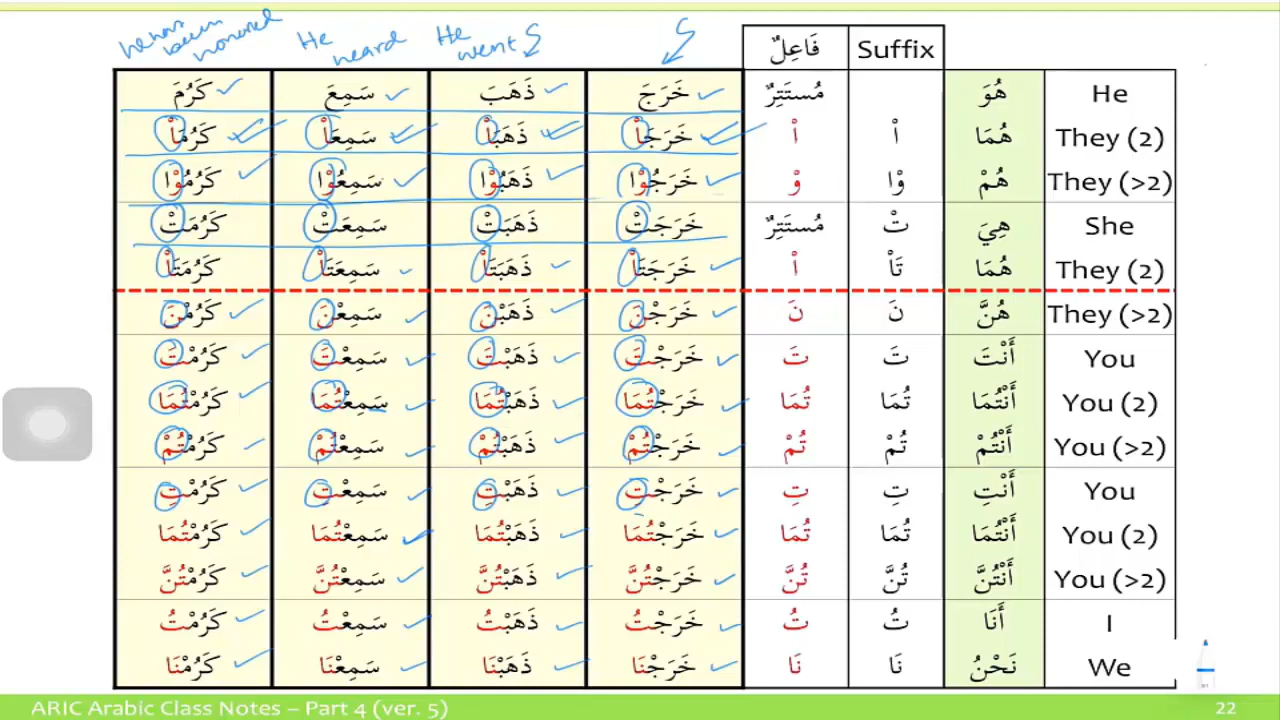 he has been honored
He heard
He went
Suffix فَاعِلٌ
He هُوَ مُستَتِرٌ خَرَجَ ذَهَبَ سَمِعَ كَرُمَ
They (2) هُمَا اْ اْ خَرَجَاْ ذَهَبَاْ سَمِعَاْ كَرُمَاْ
They (>2) هُمْ وْا وْ خَرَجُوْا ذَهَبُوْا سَمِعُوْا كَرُمُوْا
She هِيَ تْ مُستَتِرٌ خَرَجَتْ ذَهَبَتْ سَمِعَتْ كَرُمَتْ
They (2) هُمَا تَاْ اْ خَرَجَتَاْ ذَهَبَتَاْ سَمِعَتَاْ كَرُمَتَاْ
They (>2) هُنَّ نَ نَ خَرَجْنَ ذَهَبْنَ سَمِعْنَ كَرُمْنَ
You أَنْتَ تَ تَ خَرَجْتَ ذَهَبْتَ سَمِعْتَ كَرُمْتَ
You (2) أَنْتُمَا تُمَا تُمَا خَرَجْتُمَا ذَهَبْتُمَا سَمِعْتُمَا كَرُمْتُمَا
You (>2) أَنْتُمْ تُمْ تُمْ خَرَجْتُمْ ذَهَبْتُمْ سَمِعْتُمْ كَرُمْتُمْ
You أَنْتِ تِ تِ خَرَجْتِ ذَهَبْتِ سَمِعْتِ كَرُمْتِ
You (2) أَنْتُمَا تُمَا تُمَا خَرَجْتُمَا ذَهَبْتُمَا سَمِعْتُمَا كَرُمْتُمَا
You (>2) أَنْتُنَّ تُنَّ تُنَّ خَرَجْتُنَّ ذَهَبْتُنَّ سَمِعْتُنَّ كَرُمْتُنَّ
I أَنَا تُ تُ خَرَجْتُ ذَهَبْتُ سَمِعْتُ كَرُمْتُ
We نَحْنُ نَا نَا خَرَجْنَا ذَهَبْنَا سَمِعْنَا كَرُمْنَا
ARIC Arabic Class Notes – Part 4 (ver. 5) 22